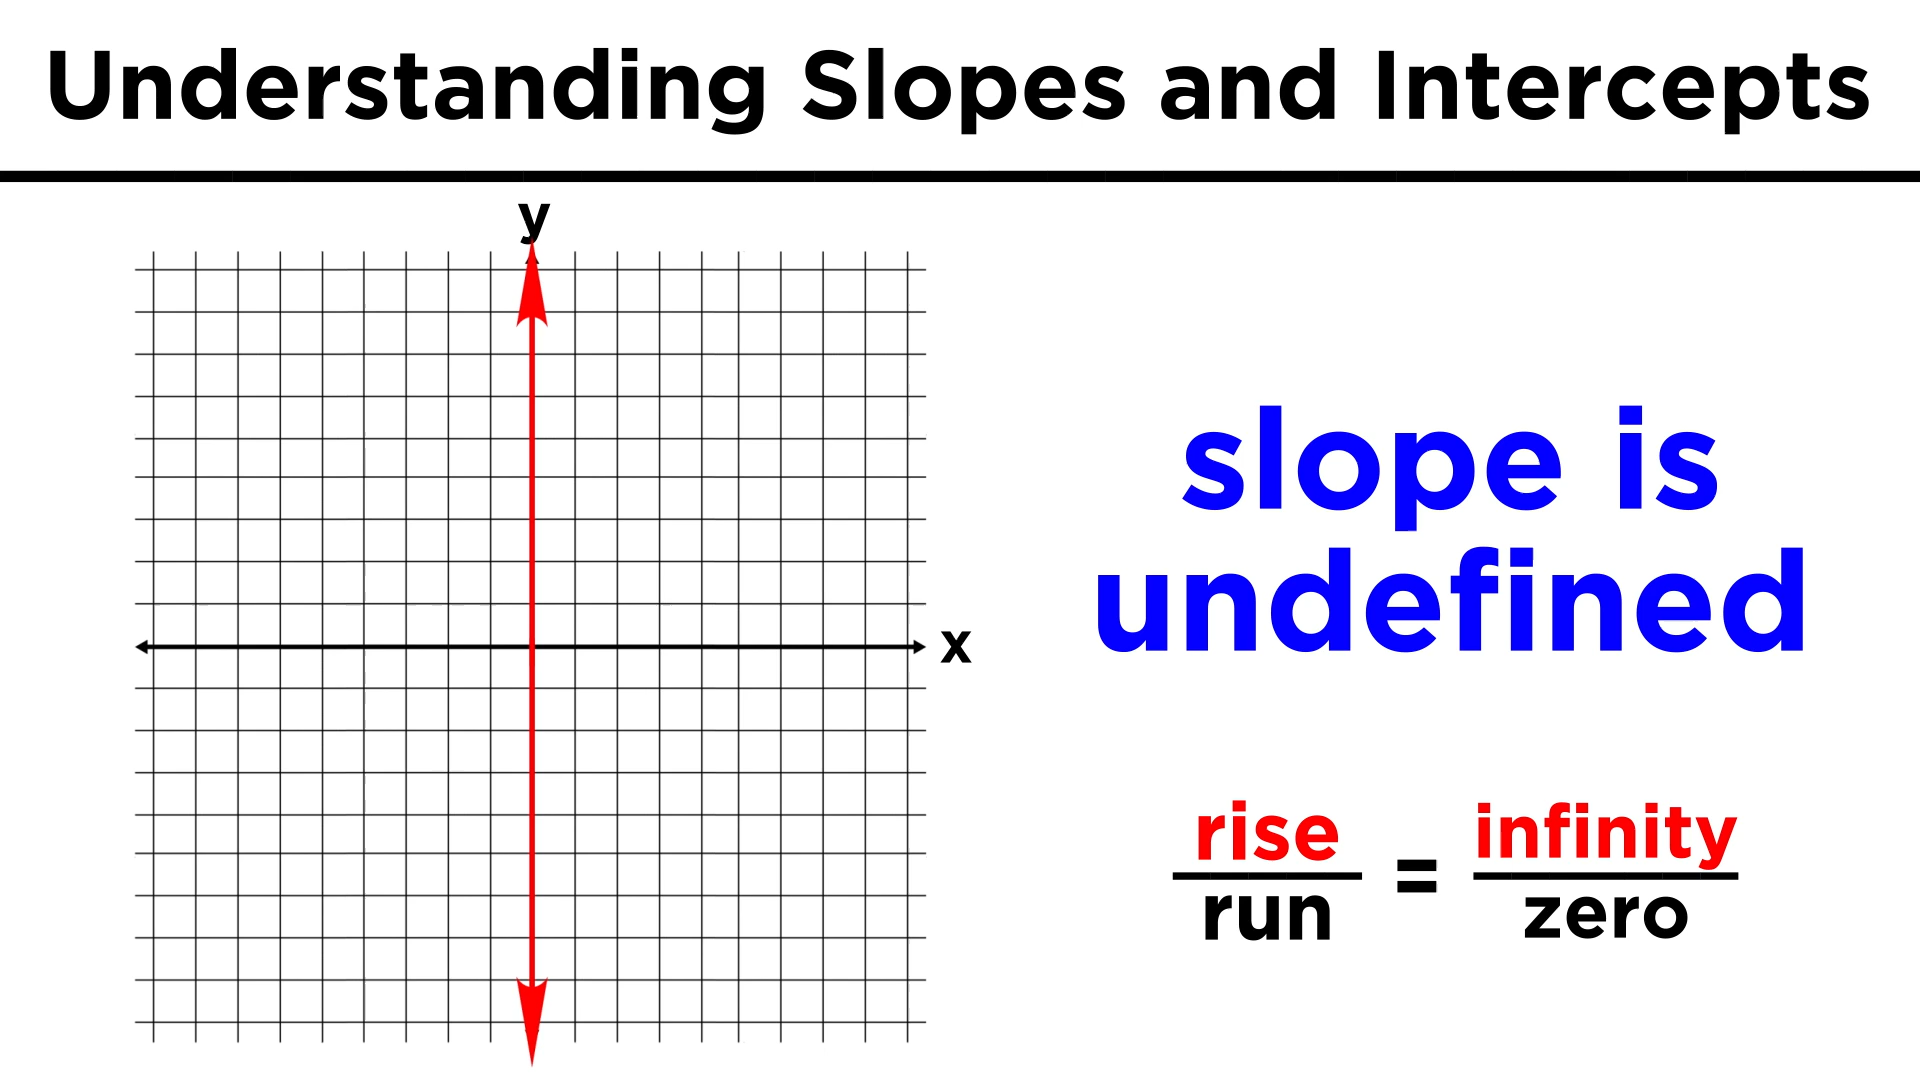 Understanding Slopes and Intercepts
y
x
slope is
undefined
rise
run
=
infinity
zero